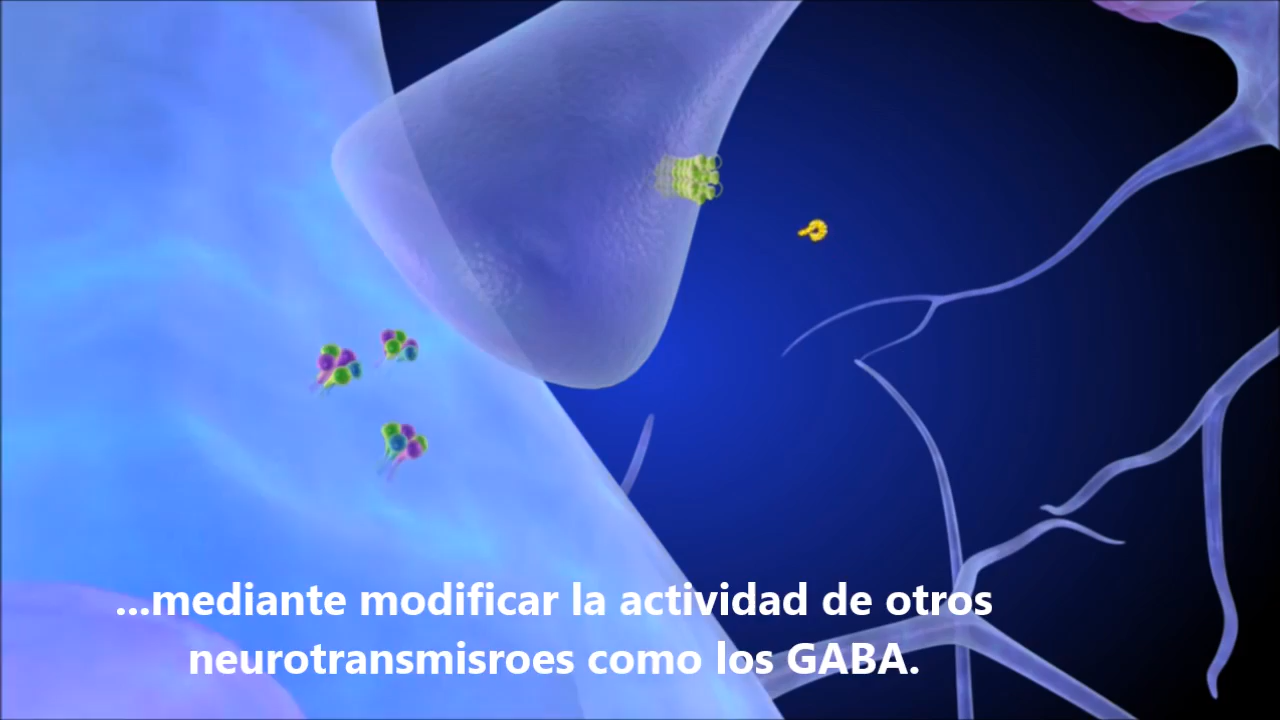 ...mediante modificar la actividad de otros
neurotransmisroes como los GABA.